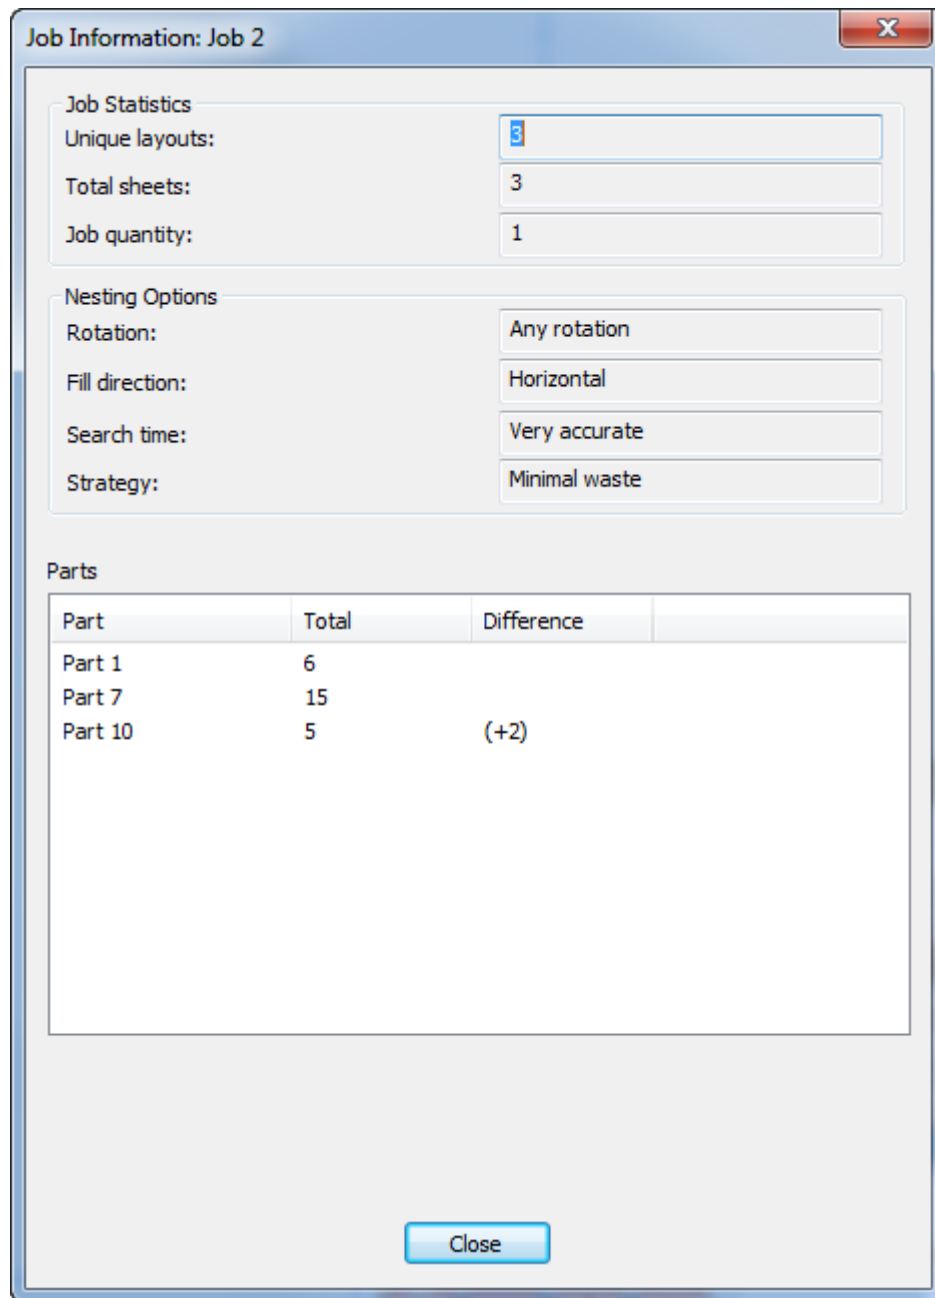 Job Information: Job 2
Job Statistics
Unique layouts: 3
Total sheets: 3
Job quantity: 1
Nesting Options
Rotation: Any rotation
Fill direction: Horizontal
Search time: Very accurate
Strategy: Minimal waste
Parts
Part Total Difference
Part 1 6
Part 7 15
Part 10 5 (+2)
Close